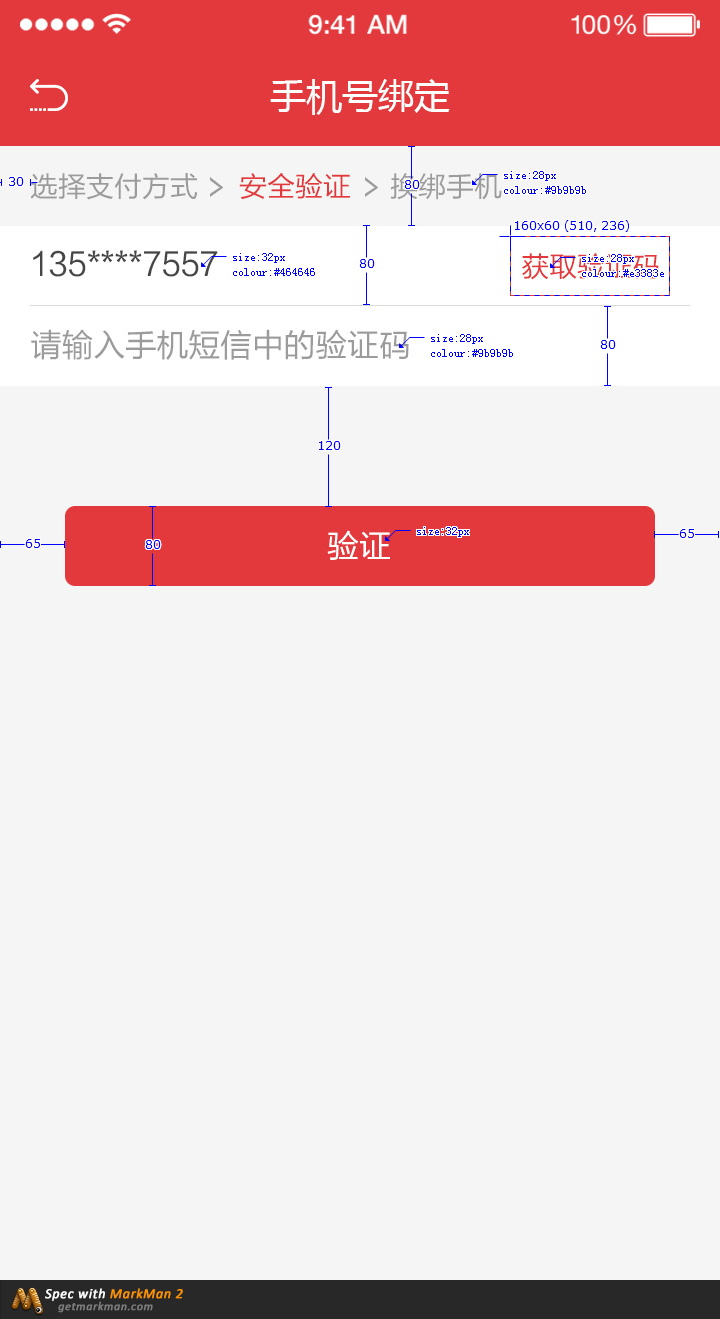 9:41 AM 100%
手机号绑定
30 选择支付方式 > 安全验证 > 换绑手机 80 size:28px
colour:#9b9b9b
160x60 (510, 236)
135****7557 size:32px
colour:#464646
80
获取验证码 size:28px
colour:#e3383e
请输入手机短信中的验证码 size:28px
colour:#9b9b9b
80
120
65 80 验证 size:32px 65
Spec with MarkMan 2
getmarkman.com